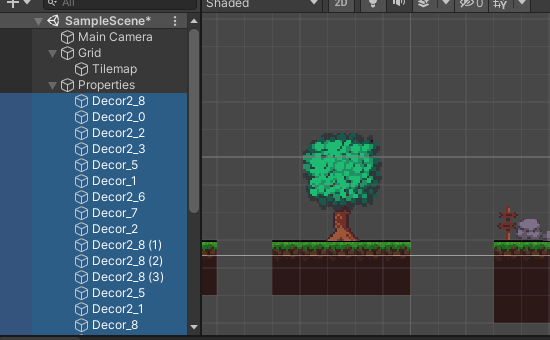 All
Shaded
2D
0
SampleScene*
Main Camera
Grid
Tilemap
Properties
Decor2_8
Decor2_0
Decor2_2
Decor2_3
Decor_5
Decor_1
Decor2_6
Decor_7
Decor_2
Decor2_8 (1)
Decor2_8 (2)
Decor2_8 (3)
Decor2_5
Decor2_1
Decor_8